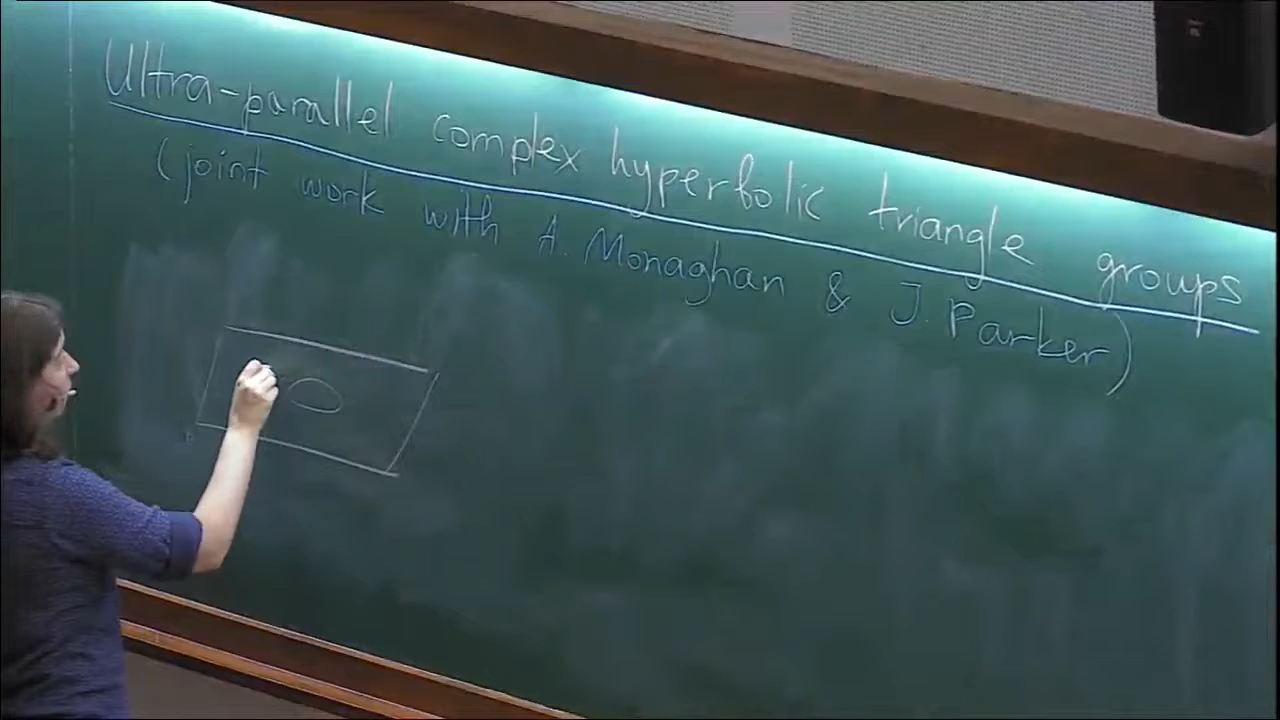 Ultra-parallel complex hyperbolic triangle groups
(joint work with A. Monaghan & J. Parker)